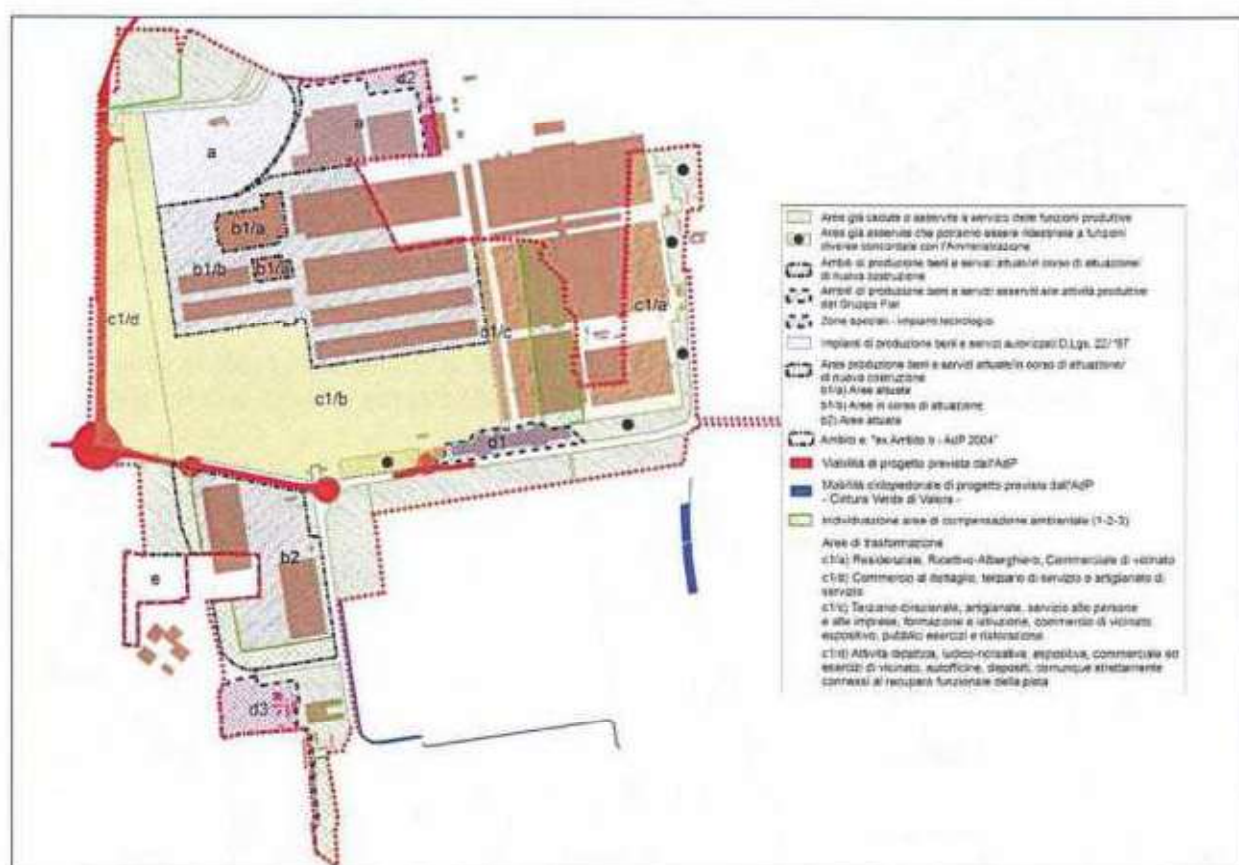 d2
a
a
b1/a
b1/b
b1/a
c1/d
c1/c
c1/a
c1/b
d1
b2
e
d3
Aree già cedute o asservite a servizio delle funzioni produttive
Aree già asservite che potranno essere ridestinate a funzioni
diverse concordate con l'Amministrazione
Ambiti di produzione beni e servizi attuate/in corso di attuazione/
di nuova costruzione
Ambiti di produzione beni e servizi asserviti alle attività produttive
del Gruppo Fiat
Zone speciali - impianti tecnologici
Impianti di produzione beni e servizi autorizzati D.Lgs. 22/'97
Aree produzione beni e servizi attuate/in corso di attuazione/
di nuova costruzione
b1/a) Aree attuate
b1/b) Aree in corso di attuazione
b2) Aree attuate
Ambito e: "ex Ambito b - AdP 2004"
Viabilità di progetto prevista dall'AdP
Mobilità ciclopedonale di progetto prevista dall'AdP
- Cintura Verde di Valera -
Individuazione aree di compensazione ambientale (1-2-3)
Aree di trasformazione
c1/a) Residenziale, Ricettivo-Alberghiero, Commerciale di vicinato
c1/b) Commercio al dettaglio, terziario di servizio e artigianato di
servizio
c1/c) Terziario-direzionale, artigianale, servizio alle persone
e alle imprese, formazione e istruzione, commercio di vicinato
espositivo, pubblici esercizi e ristorazione
c1/d) Attività didattica, ludico-ricreativa, espositiva, commerciale ed
esercizi di vicinato, autofficine, depositi, comunque strettamente
connessi al recupero funzionale della pista